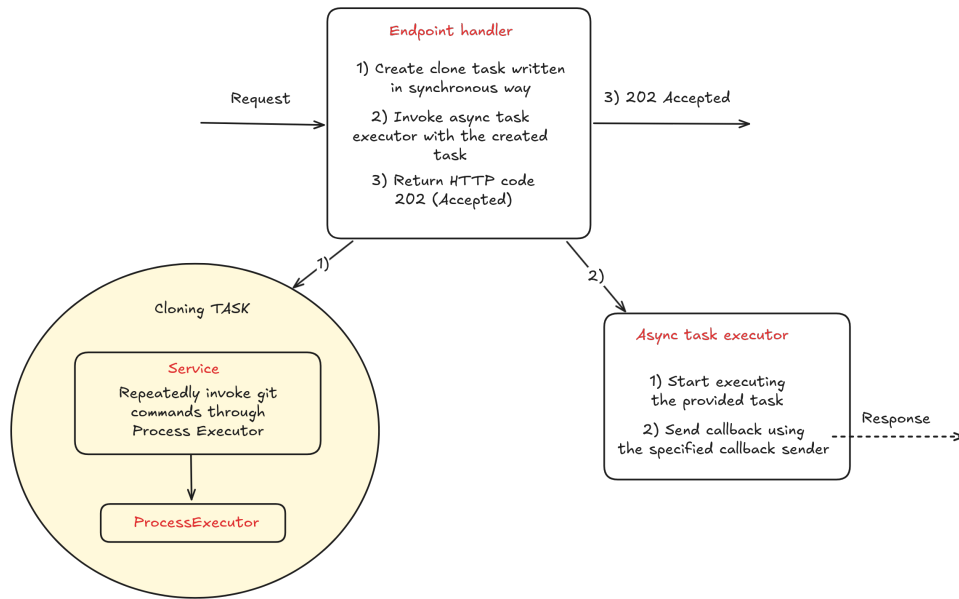 Endpoint handler
1) Create clone task written
in synchronous way
2) Invoke async task
executor with the created
task
3) Return HTTP code
202 (Accepted)
Request
3) 202 Accepted
1)
2)
Cloning TASK
Service
Repeatedly invoke git
commands through
Process Executor
ProcessExecutor
Async task executor
1) Start executing
the provided task
2) Send callback using
the specified callback sender
Response